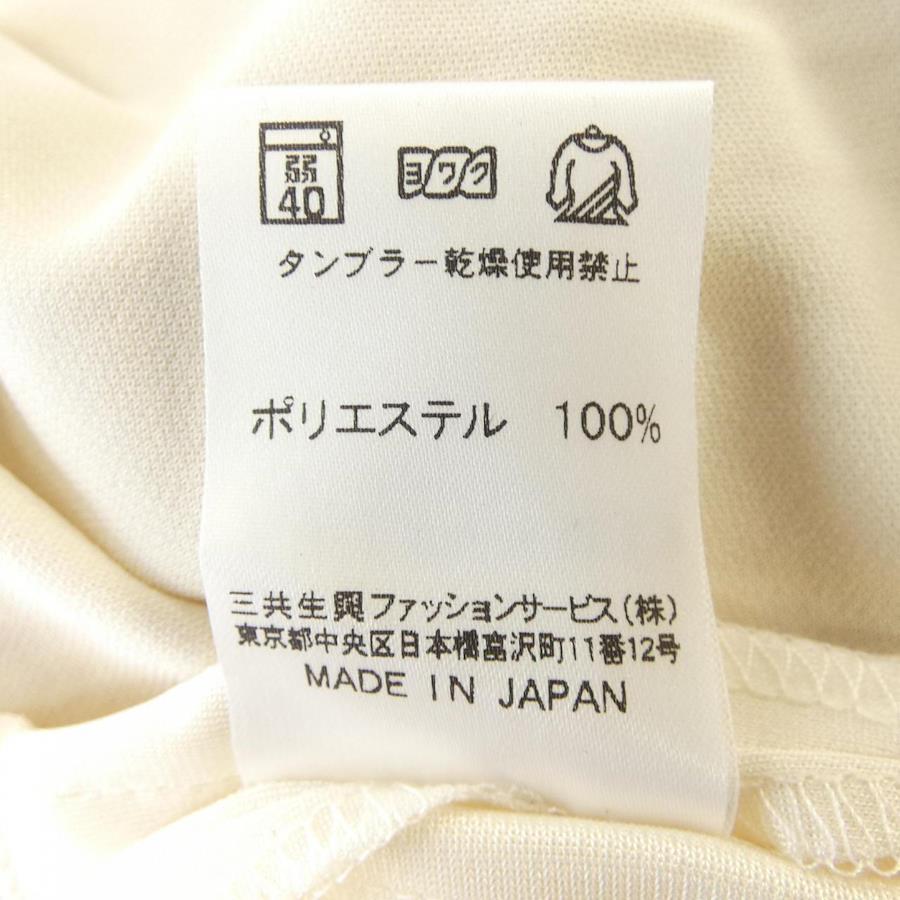 弱
40
ヨワク
タンブラー乾燥使用禁止
ポリエステル 100%
三共生興ファッションサービス(株)
東京都中央区日本橋富沢町11番12号
MADE IN JAPAN